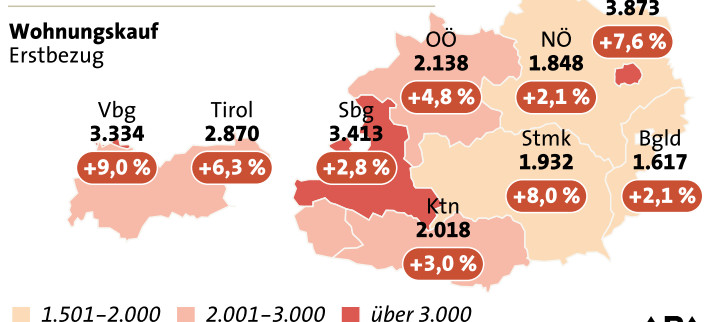 3.873
+7,6 %
Wohnungskauf
Erstbezug
OÖ
2.138
+4,8 %
NÖ
1.848
+2,1 %
Vbg
3.334
+9,0 %
Tirol
2.870
+6,3 %
Sbg
3.413
+2,8 %
Stmk
1.932
+8,0 %
Bgld
1.617
+2,1 %
Ktn
2.018
+3,0 %
1.501–2.000
2.001–3.000
über 3.000